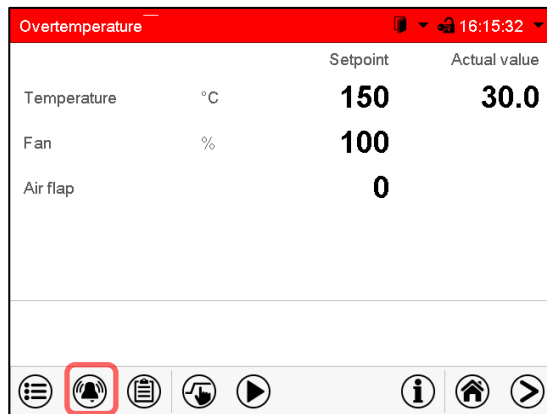 Overtemperature 16:15:32
Setpoint Actual value
Temperature °C 150 30.0
Fan % 100
Air flap 0